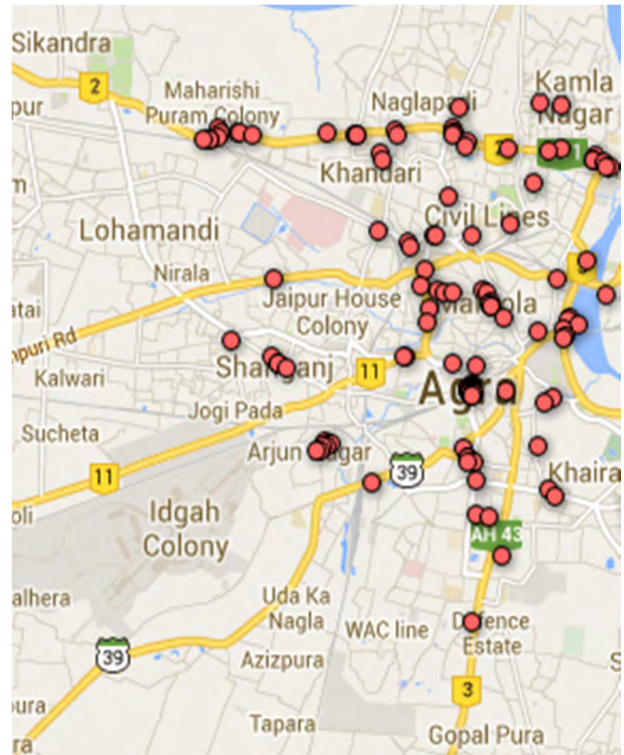 Sikandra
2
Maharishi
Puram Colony
Kamla
Nagar
pur
Khandari
Lohamandi
Civil Lines
Nirala
Jaipur House
Colony
11
Kalwari
Agra
Jogi Pada
Sucheta
Arjun Nagar
39
Khaira
11
Idgah
Colony
AH 43
alhera
Uda Ka
Nagla
WAC line
Defence
Estate
39
Azizpura
3
Tapara
Gopal Pura